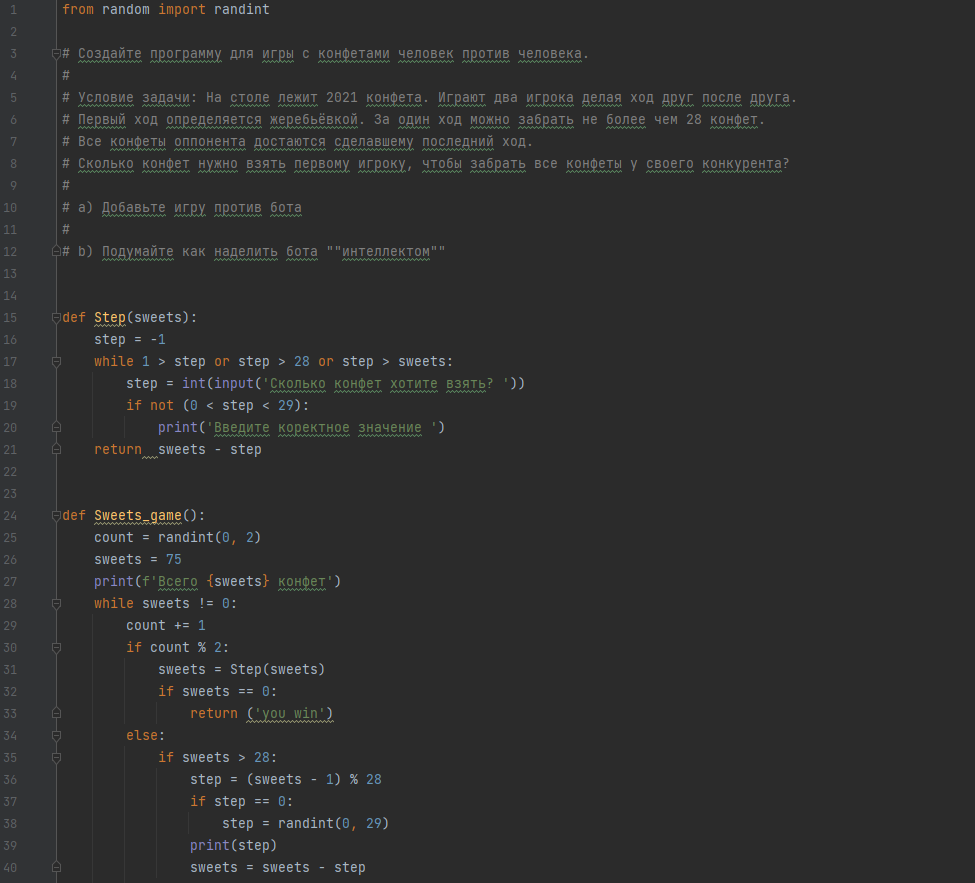 1 from random import randint
2
3 # Создайте программу для игры с конфетами человек против человека.
4 #
5 # Условие задачи: На столе лежит 2021 конфета. Играют два игрока делая ход друг после друга.
6 # Первый ход определяется жеребьёвкой. За один ход можно забрать не более чем 28 конфет.
7 # Все конфеты оппонента достаются сделавшему последний ход.
8 # Сколько конфет нужно взять первому игроку, чтобы забрать все конфеты у своего конкурента?
9 #
10 # a) Добавьте игру против бота
11 #
12 # b) Подумайте как наделить бота ""интеллектом""
13
14
15 def Step(sweets):
16     step = -1
17     while 1 > step or step > 28 or step > sweets:
18         step = int(input('Сколько конфет хотите взять? '))
19         if not (0 < step < 29):
20             print('Введите коректное значение ')
21     return  sweets - step
22
23
24 def Sweets_game():
25     count = randint(0, 2)
26     sweets = 75
27     print(f'Всего {sweets} конфет')
28     while sweets != 0:
29         count += 1
30         if count % 2:
31             sweets = Step(sweets)
32             if sweets == 0:
33                 return ('you win')
34         else:
35             if sweets > 28:
36                 step = (sweets - 1) % 28
37                 if step == 0:
38                     step = randint(0, 29)
39                 print(step)
40                 sweets = sweets - step